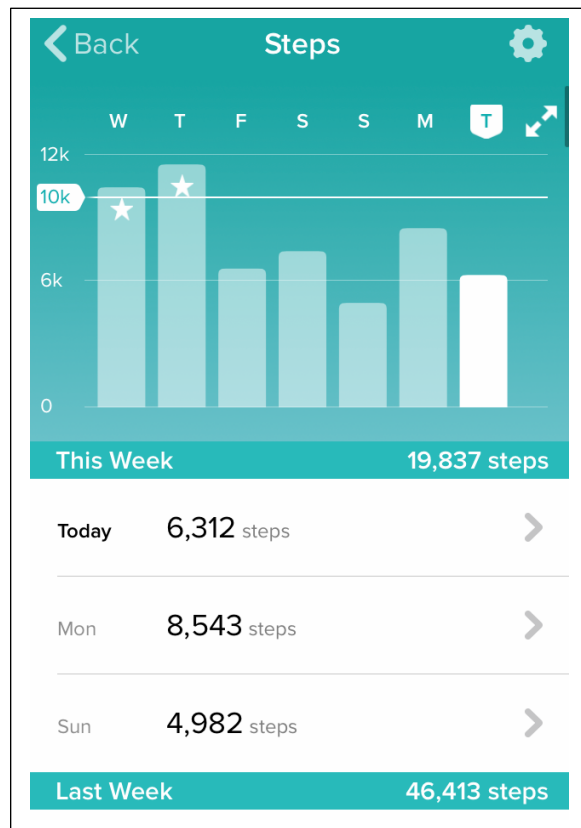 Back Steps
W T F S S M T
12k
10k
6k
0
This Week 19,837 steps
Today 6,312 steps
Mon 8,543 steps
Sun 4,982 steps
Last Week 46,413 steps